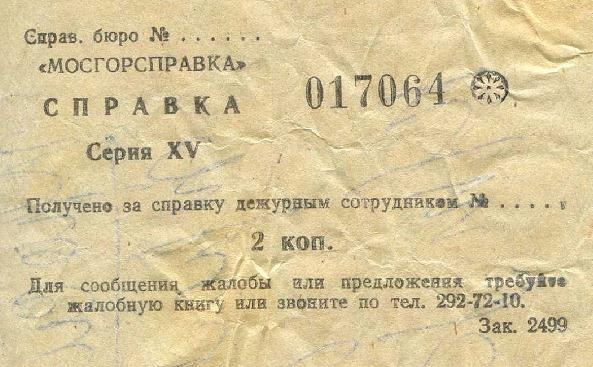 Справ. бюро № . . . . . .
«МОСГОРСПРАВКА»
СПРАВКА
017064
Серия XV
Получено за справку дежурным сотрудником № . . . . .
2 коп.
Для сообщения жалобы или предложения требуйте
жалобную книгу или звоните по тел. 292-72-10.
Зак. 2499